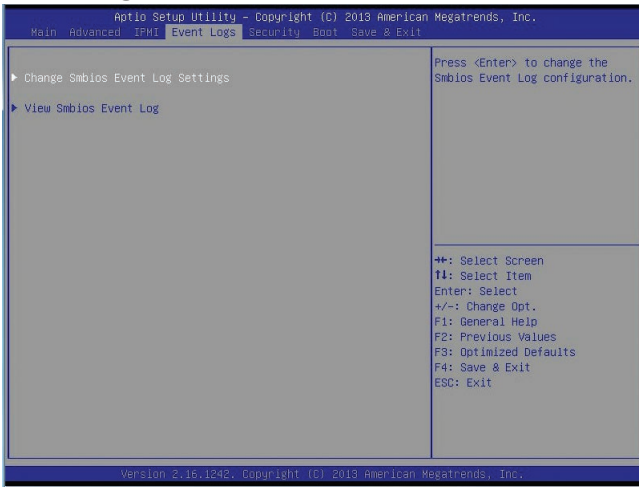 Aptio Setup Utility – Copyright (C) 2013 American Megatrends, Inc.
Main Advanced IPMI Event Logs Security Boot Save & Exit
▶ Change Smbios Event Log Settings
▶ View Smbios Event Log
Press <Enter> to change the
Smbios Event Log configuration.
→←: Select Screen
↑↓: Select Item
Enter: Select
+/-: Change Opt.
F1: General Help
F2: Previous Values
F3: Optimized Defaults
F4: Save & Exit
ESC: Exit
Version 2.16.1242. Copyright (C) 2013 American Megatrends, Inc.